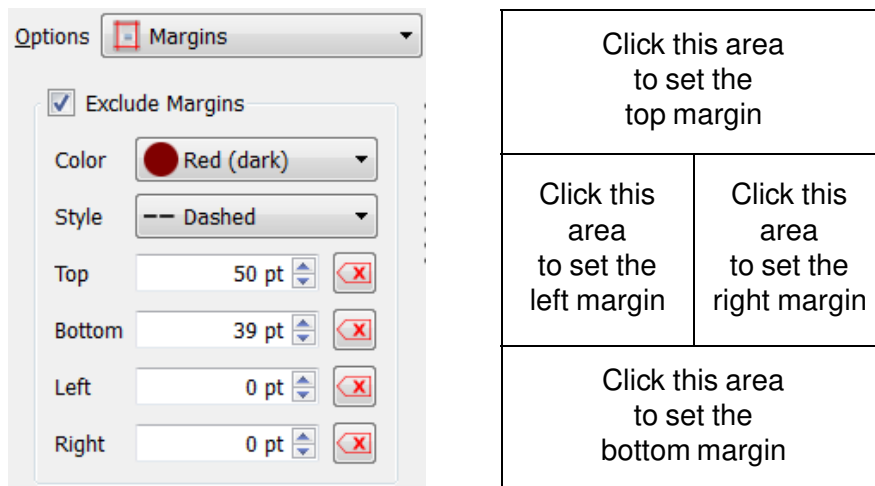 Options Margins
Exclude Margins
Color Red (dark)
Style Dashed
Top 50 pt
Bottom 39 pt
Left 0 pt
Right 0 pt
Click this area
to set the
top margin
Click this
area
to set the
left margin
Click this
area
to set the
right margin
Click this area
to set the
bottom margin